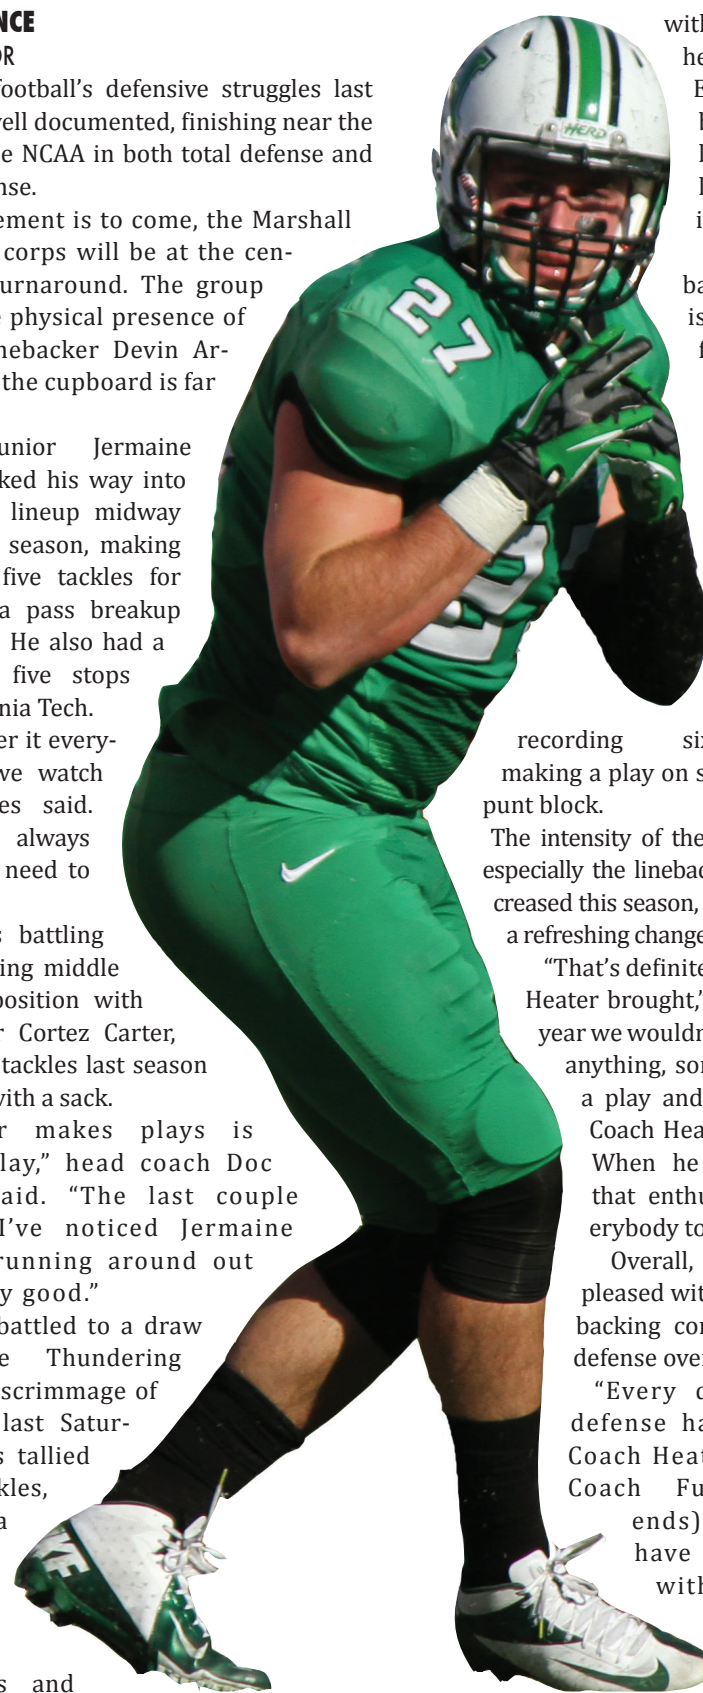 NCE
OR
football's defensive struggles last
well documented, finishing near the
e NCAA in both total defense and
nse.
ement is to come, the Marshall
corps will be at the cen-
urnaround. The group
e physical presence of
nebacker Devin Ar-
the cupboard is far
unior Jermaine
ked his way into
lineup midway
season, making
five tackles for
a pass breakup
He also had a
five stops
nia Tech.
er it every-
we watch
es said.
always
need to
s battling
ing middle
position with
r Cortez Carter,
tackles last season
with a sack.
r makes plays is
lay," head coach Doc
aid. "The last couple
I've noticed Jermaine
running around out
y good."
battled to a draw
e Thundering
scrimmage of
last Satur-
s tallied
kles,
a
s and
HERD
27
2
with
he
E
b
i
ba
is
f
recording six
making a play on s
punt block.
The intensity of the
especially the lineba
creased this season,
a refreshing change
"That's definite
Heater brought,"
year we wouldn
anything, so
a play and
Coach Hea
When he
that enthu
erybody to
Overall,
pleased wit
backing co
defense over
"Every d
defense ha
Coach Heat
Coach Fu
ends)
have
with